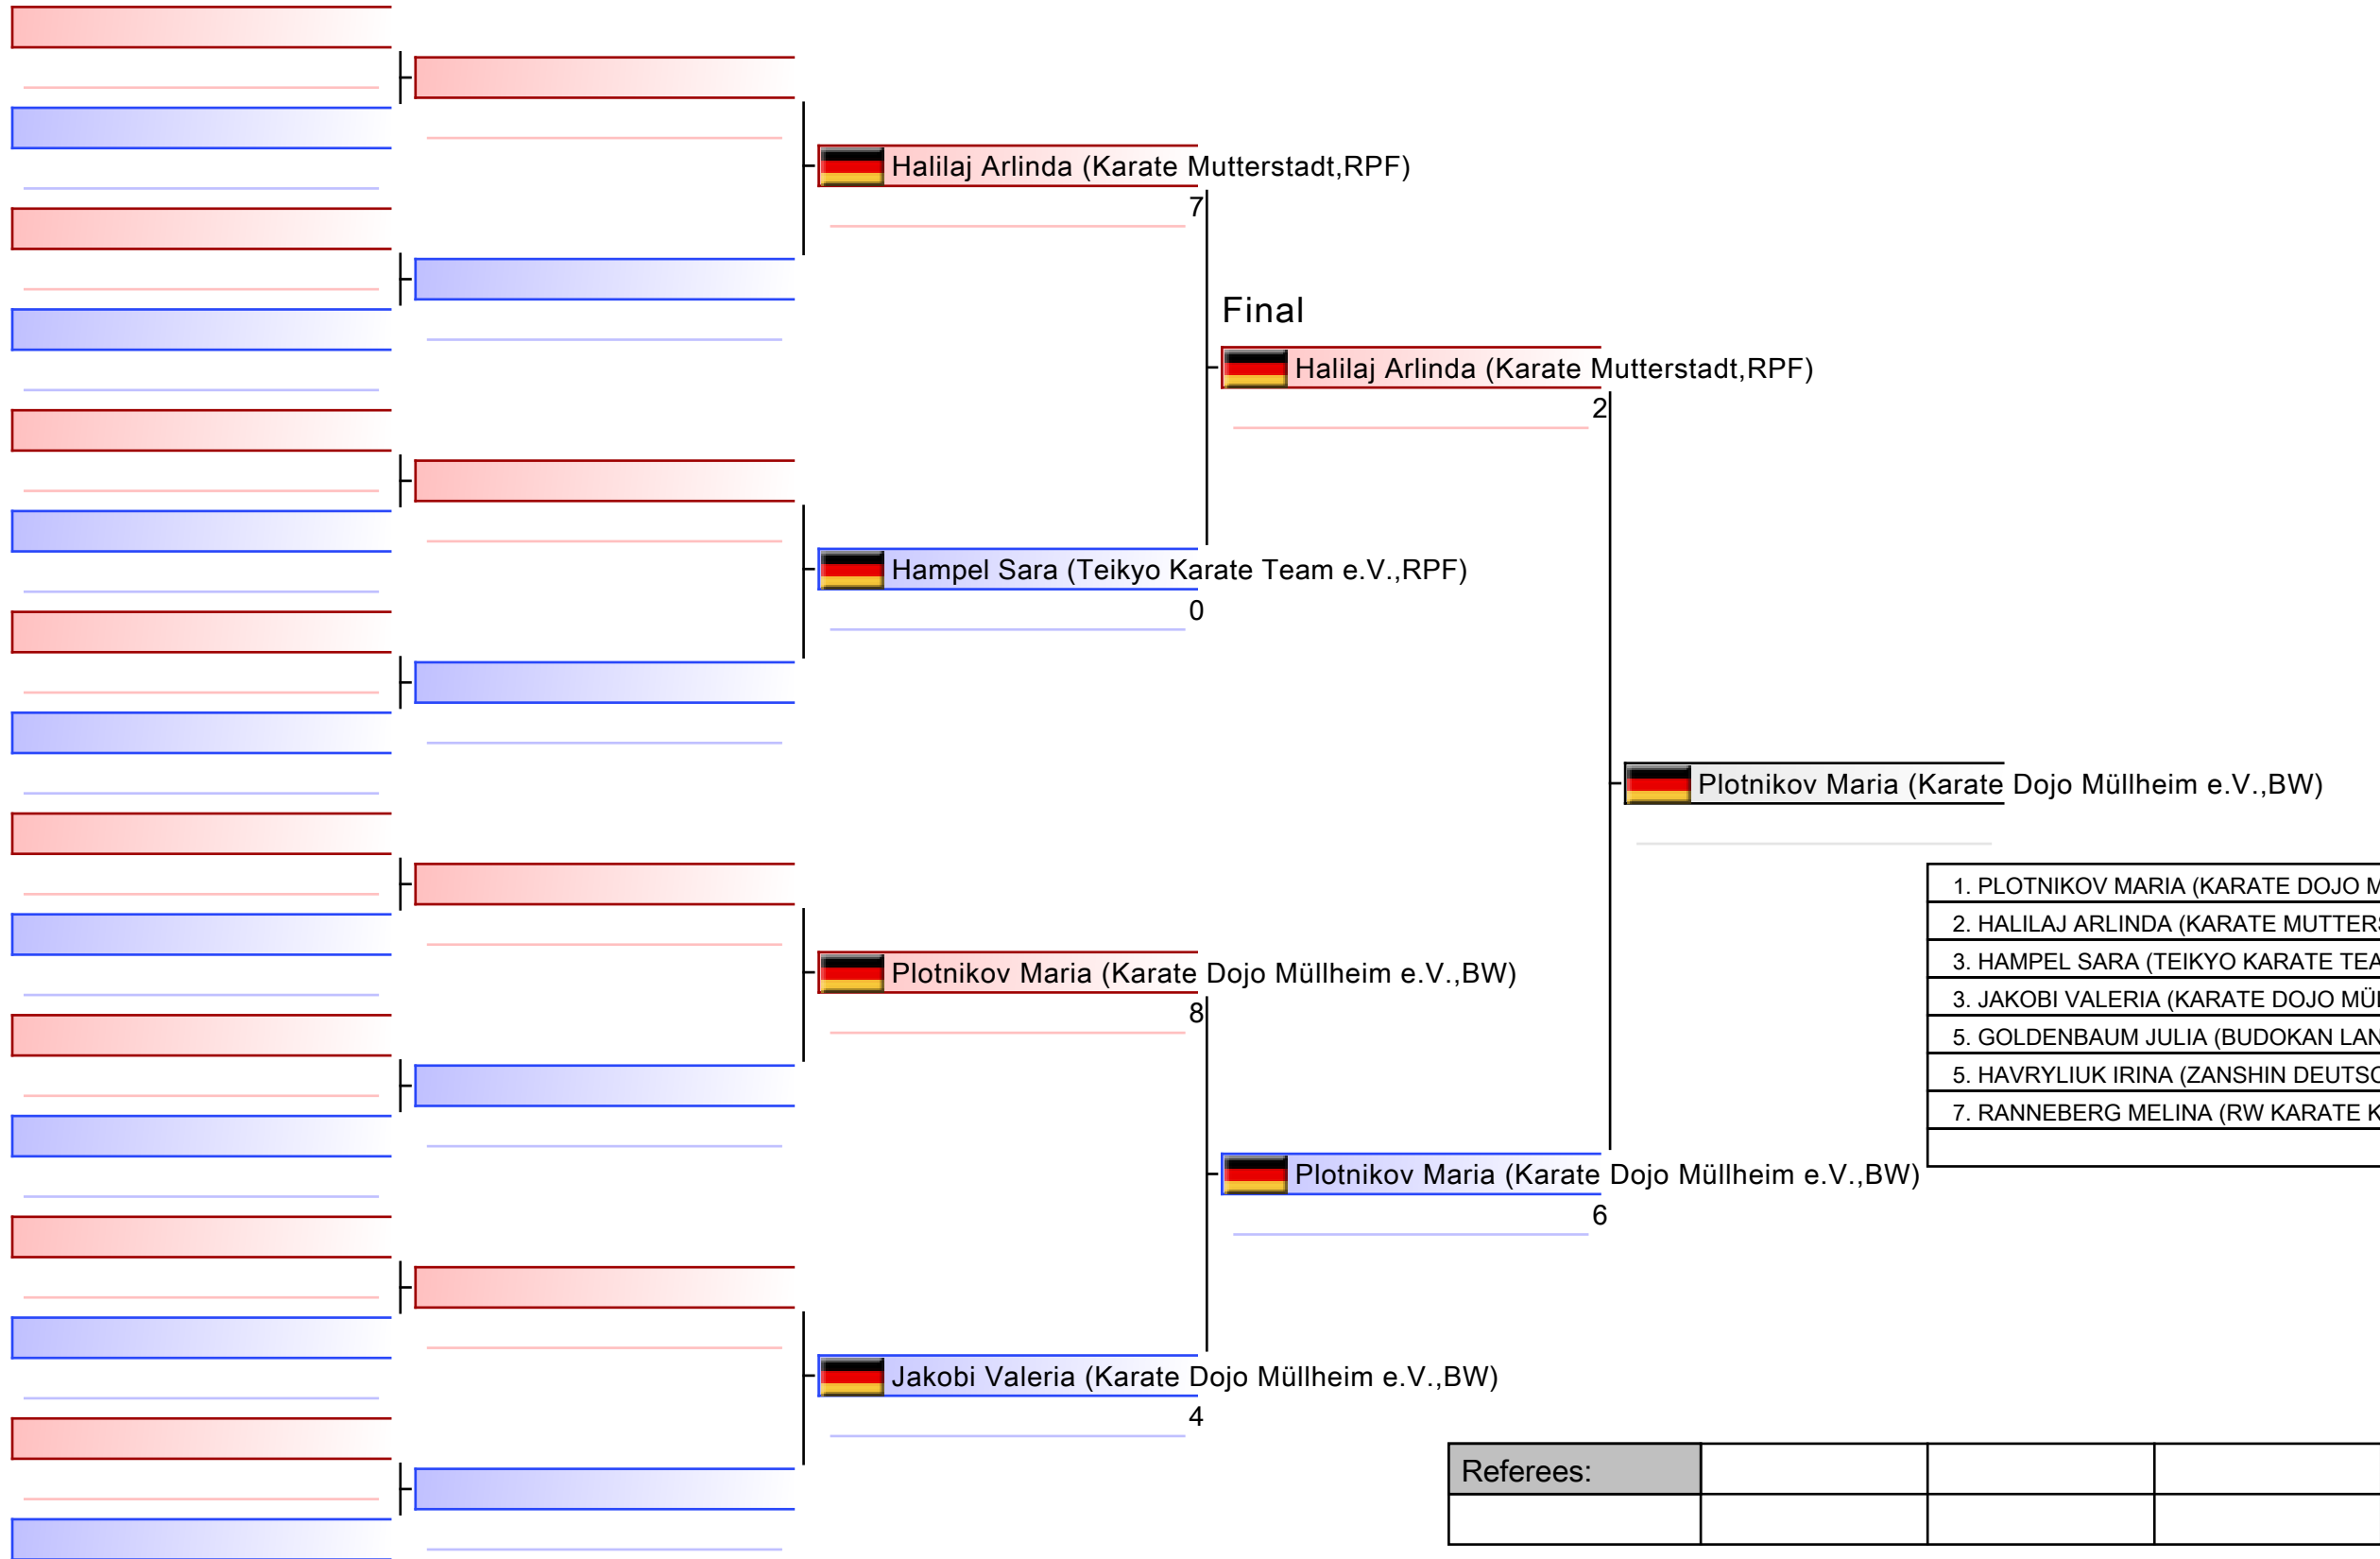 Halilaj Arlinda (Karate Mutterstadt,RPF)
7
Final
Halilaj Arlinda (Karate Mutterstadt,RPF)
2
Hampel Sara (Teikyo Karate Team e.V.,RPF)
0
Plotnikov Maria (Karate Dojo Müllheim e.V.,BW)
1. PLOTNIKOV MARIA (KARATE DOJO
2. HALILAJ ARLINDA (KARATE
3. HAMPEL SARA (TEIKYO KARATE
3. JAKOBI VALERIA (KARATE DOJO
5. GOLDENBAUM JULIA (BUDOKAN
5. HAVRYLIUK IRINA (ZANSHIN
7. RANNEBERG MELINA (RW KARATE
Plotnikov Maria (Karate Dojo Müllheim e.V.,BW)
8
Plotnikov Maria (Karate Dojo Müllheim e.V.,BW)
6
Jakobi Valeria (Karate Dojo Müllheim e.V.,BW)
4
Referees: